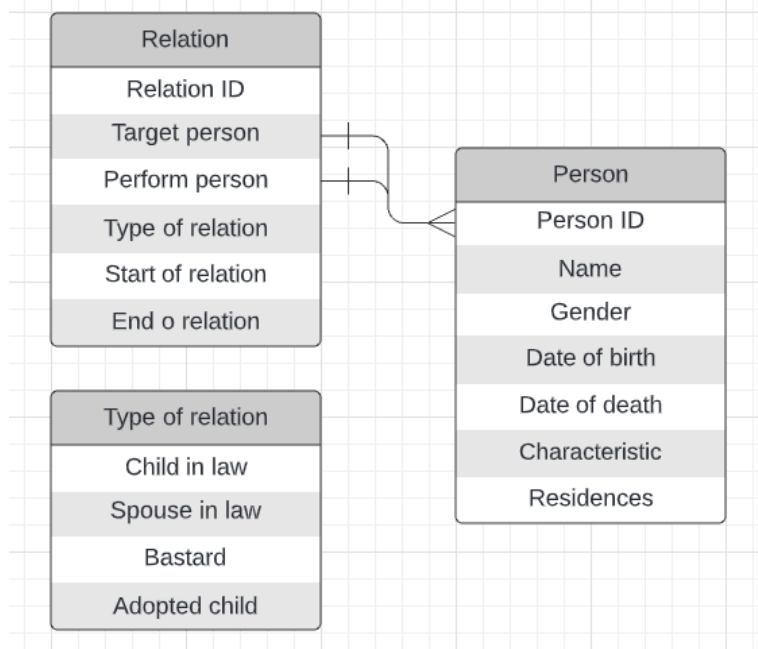 Relation
Relation ID
Target person
Perform person
Type of relation
Start of relation
End o relation
Type of relation
Child in law
Spouse in law
Bastard
Adopted child
Person
Person ID
Name
Gender
Date of birth
Date of death
Characteristic
Residences